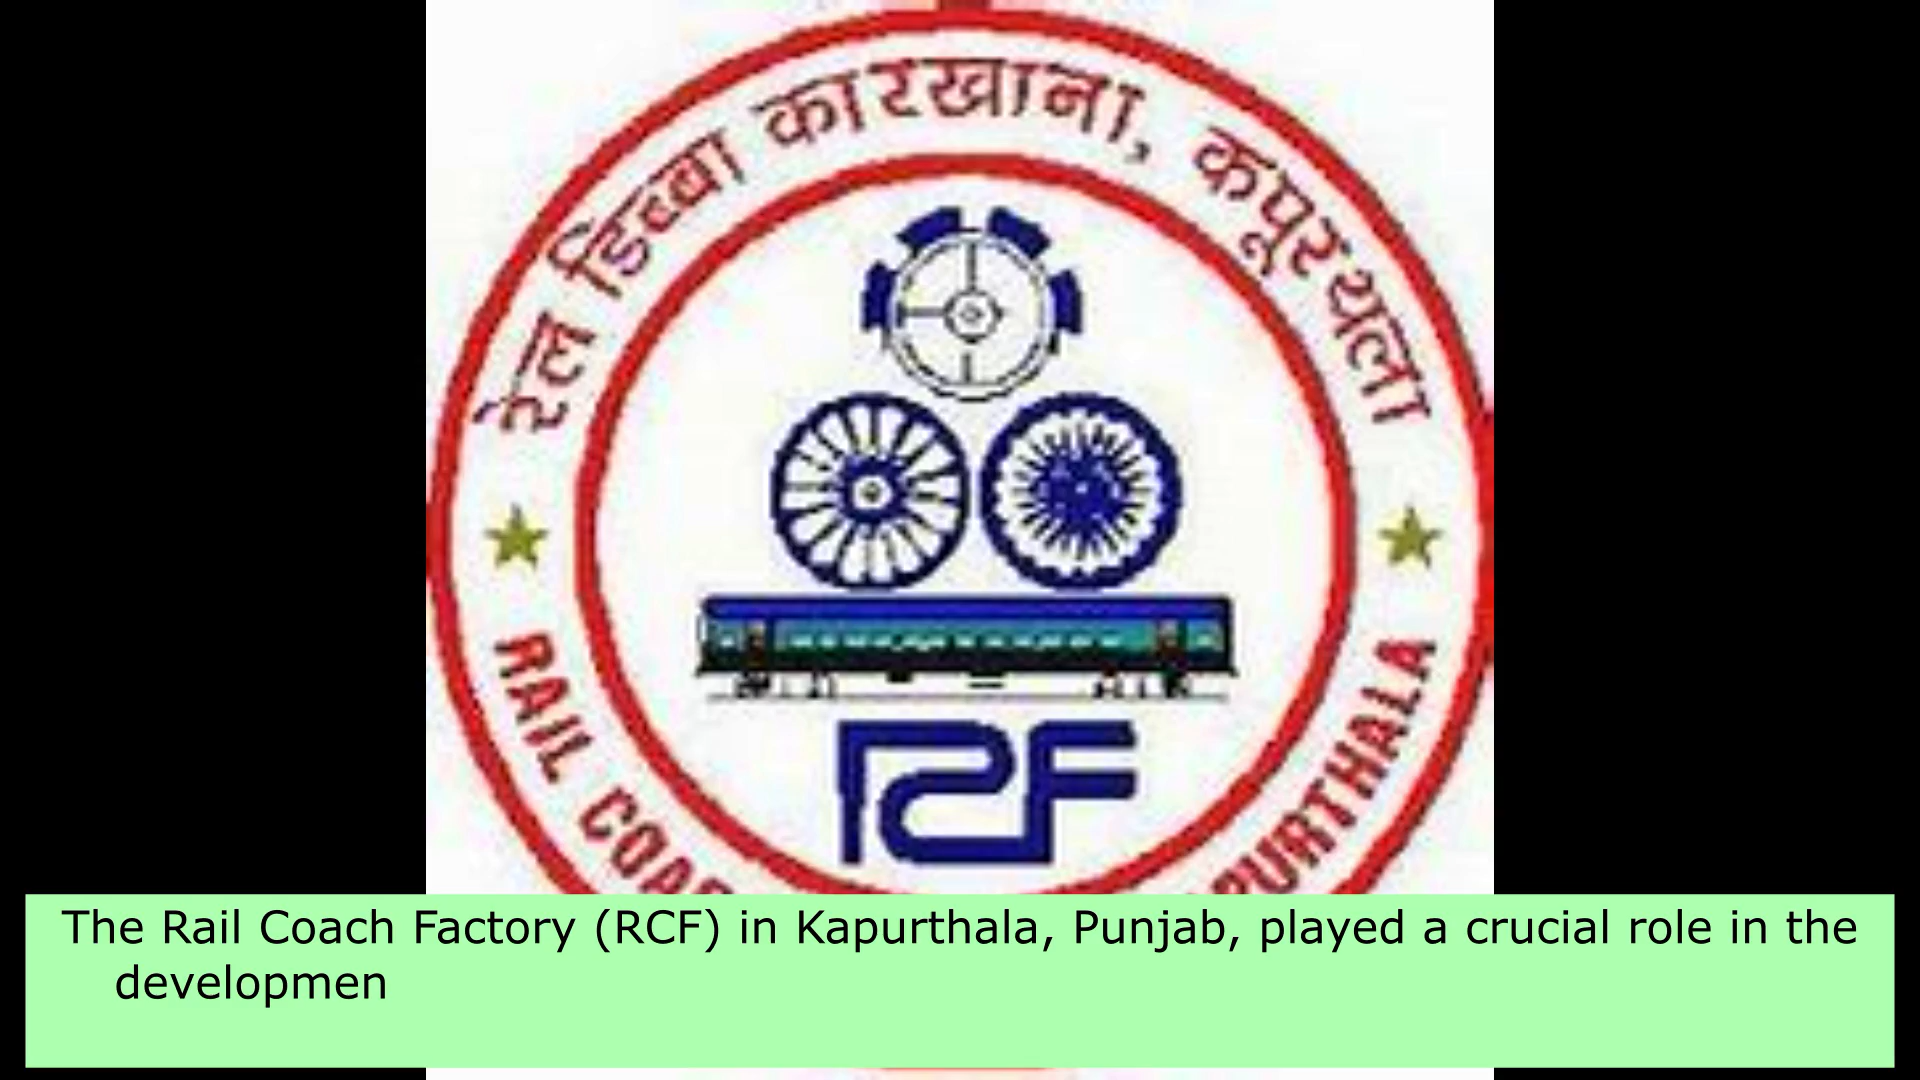 रेल डिब्बा कारखाना, कपूरथला
RAIL
PURTHALA
RCF
The Rail Coach Factory (RCF) in Kapurthala, Punjab, played a crucial role in the
developmen